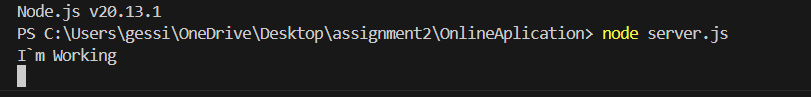 Node.js v20.13.1
PS C:\Users\gessi\OneDrive\Desktop\assignment2\OnlineAplication> node server.js
I`m Working